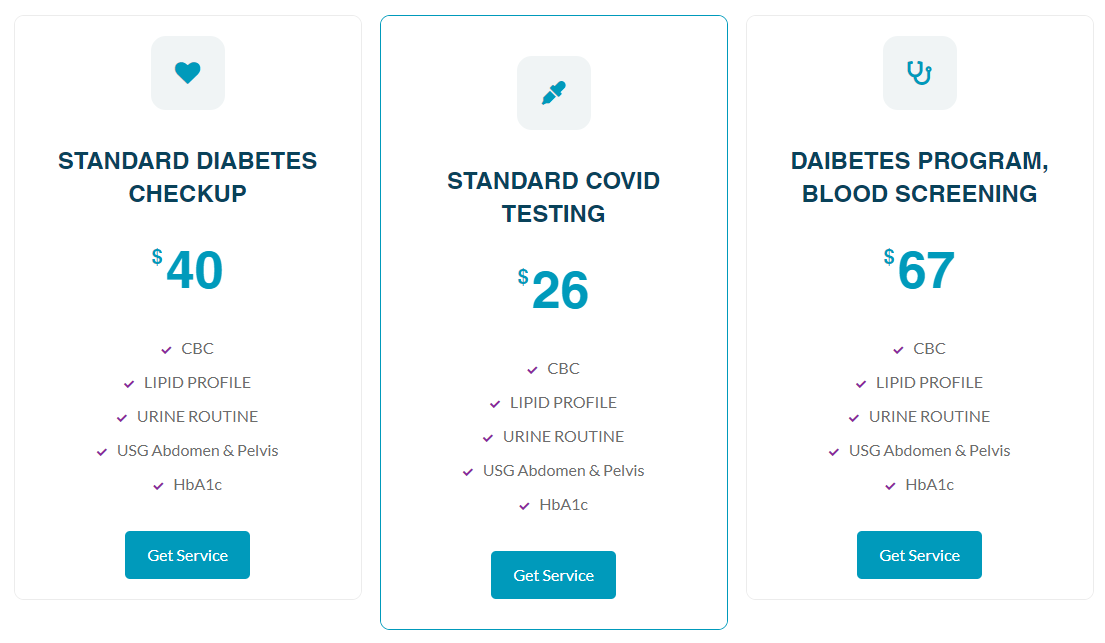 STANDARD DIABETES
CHECKUP
$40
CBC
LIPID PROFILE
URINE ROUTINE
USG Abdomen & Pelvis
HbA1c
Get Service
STANDARD COVID
TESTING
$26
CBC
LIPID PROFILE
URINE ROUTINE
USG Abdomen & Pelvis
HbA1c
Get Service
DAIBETES PROGRAM,
BLOOD SCREENING
$67
CBC
LIPID PROFILE
URINE ROUTINE
USG Abdomen & Pelvis
HbA1c
Get Service